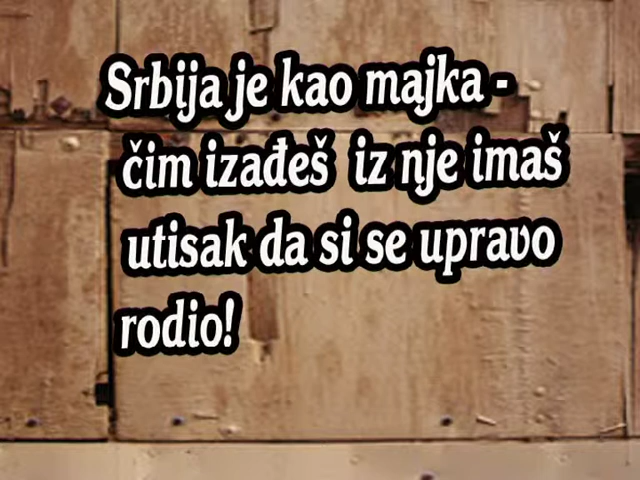 Srbija je kao majka -
čim izađeš iz nje imaš
utisak da si se upravo
rodio!